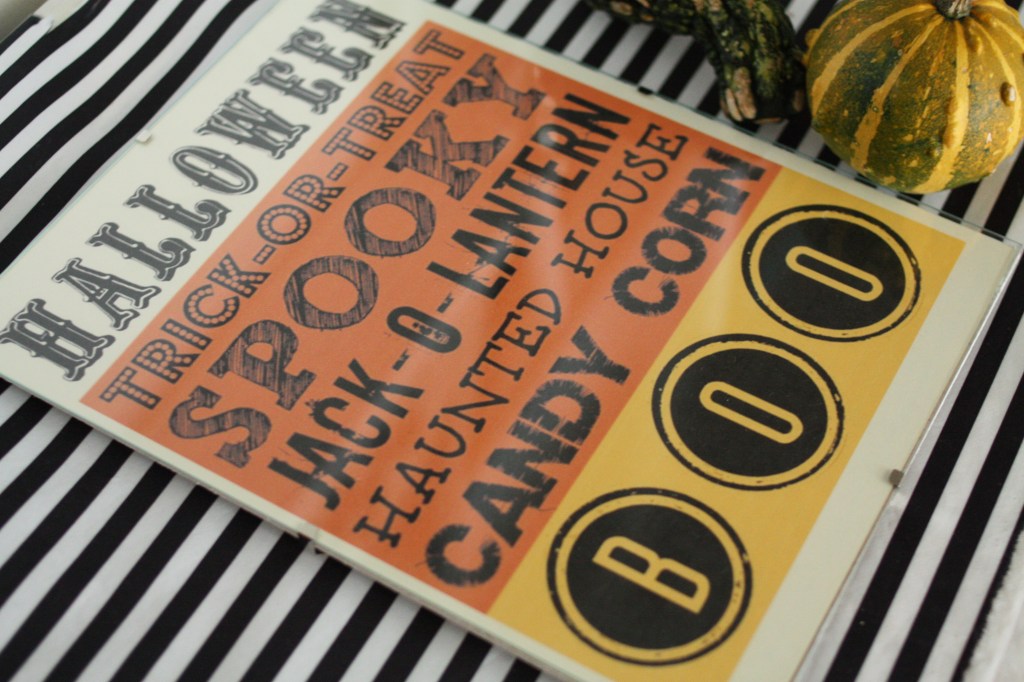 HALLOWEEN
TRICK-OR-TREAT
SPOOKY
JACK-O-LANTERN
HAUNTED HOUSE
CANDY CORN
BOO